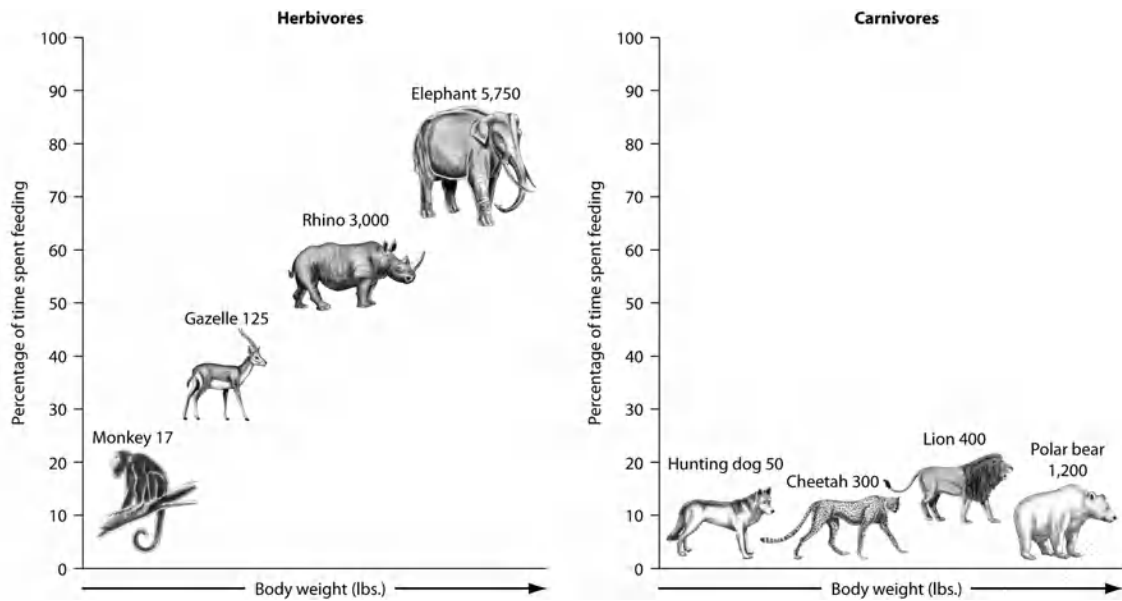 Herbivores
Percentage of time spent feeding
100
90
80
70
60
50
40
30
20
10
0
Elephant 5,750
Rhino 3,000
Gazelle 125
Monkey 17
Body weight (lbs.)
Carnivores
Percentage of time spent feeding
100
90
80
70
60
50
40
30
20
10
0
Hunting dog 50
Cheetah 300
Lion 400
Polar bear
1,200
Body weight (lbs.)